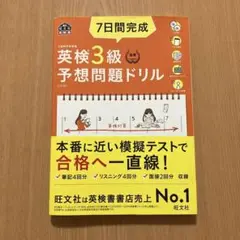 7日間完成
英検3級
予想問題ドリル
本番に近い模擬テストで
合格へ一直線!
✓筆記4回分 ✓リスニング4回分 ✓面接2回分 収録
旺文社は英検書書店売上 No.1
旺文社